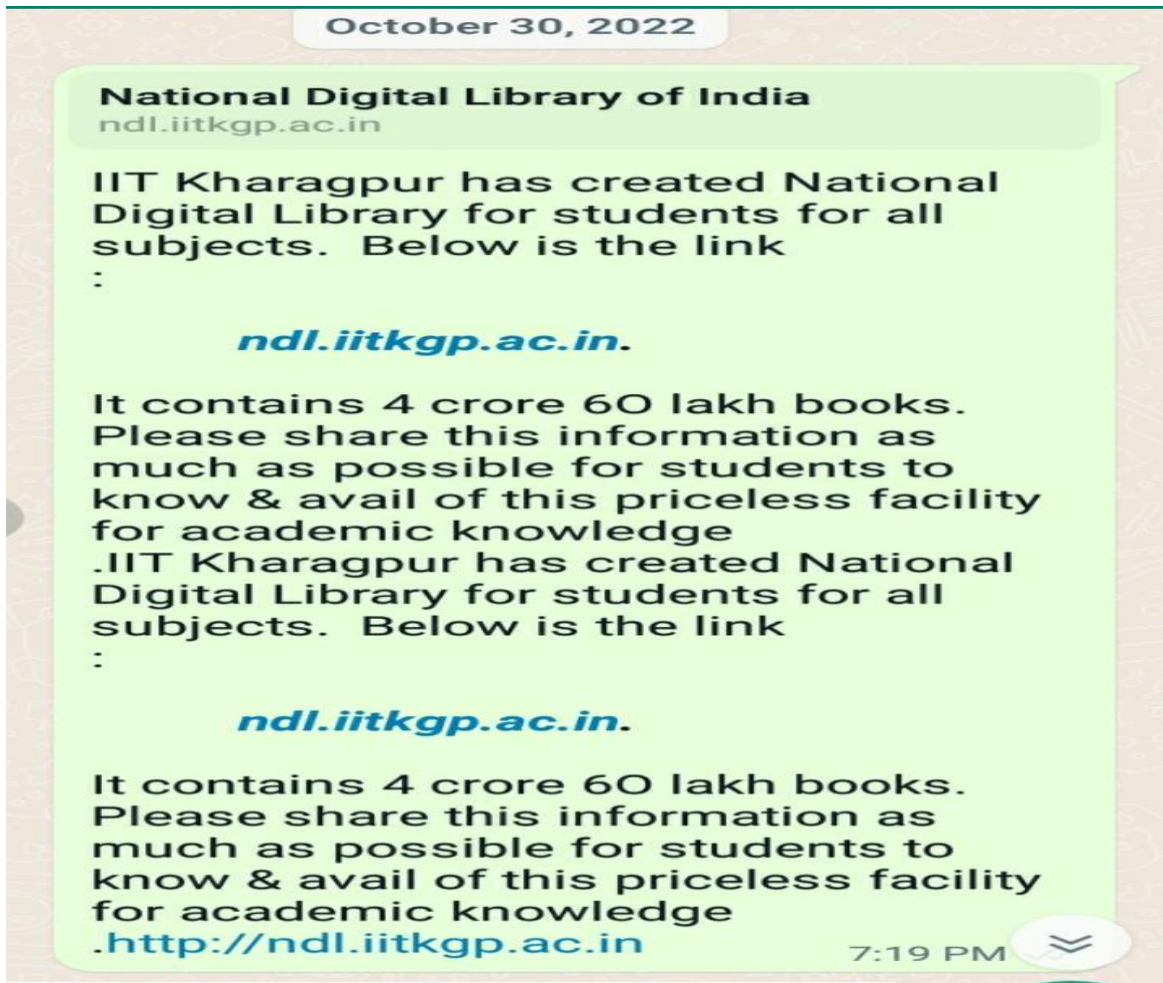 October 30, 2022
National Digital Library of India
ndl.iitkgp.ac.in
IIT Kharagpur has created National
Digital Library for students for all
subjects.  Below is the link
:
ndl.iitkgp.ac.in.
It contains 4 crore 60 lakh books.
Please share this information as
much as possible for students to
know & avail of this priceless facility
for academic knowledge
.IIT Kharagpur has created National
Digital Library for students for all
subjects.  Below is the link
:
ndl.iitkgp.ac.in.
It contains 4 crore 60 lakh books.
Please share this information as
much as possible for students to
know & avail of this priceless facility
for academic knowledge
.http://ndl.iitkgp.ac.in
7:19 PM